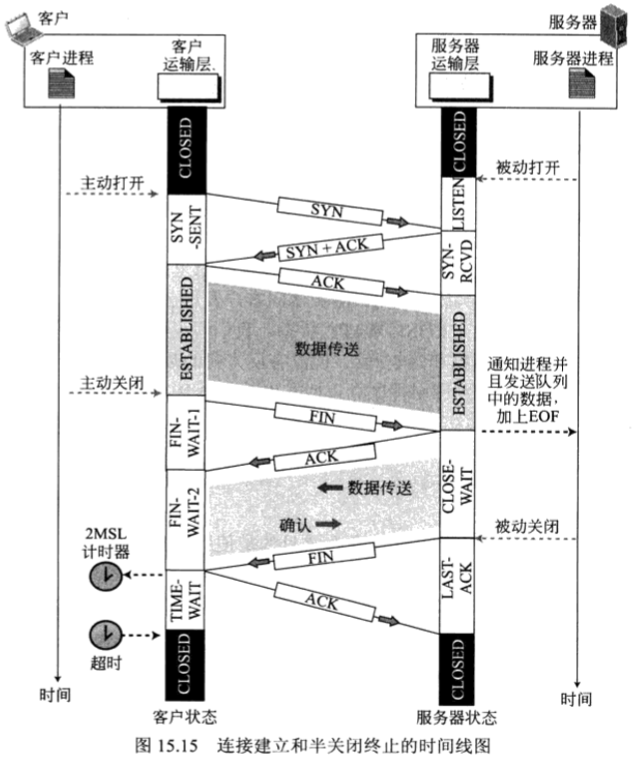 客户
服务器
客户进程
客户
运输层.
服务器
运输层
服务器进程
CLOSED
CLOSED
主动打开
被动打开
SYN
LISTEN
SYN
-SENT
SYN + ACK
SYN-
RCVD
ACK
ESTABLISHED
数据传送
ESTABLISHED
通知进程并
且发送队列
中的数据，
加上EOF
主动关闭
FIN
FIN-
WAIT-1
ACK
数据传送
CLOSE-
WAIT
FIN-
WAIT-2
确认
被动关闭
2MSL
计时器
FIN
LAST-
ACK
TIME-
WAIT
ACK
超时
CLOSED
CLOSED
时间
时间
客户状态
服务器状态
图 15.15 连接建立和半关闭终止的时间线图